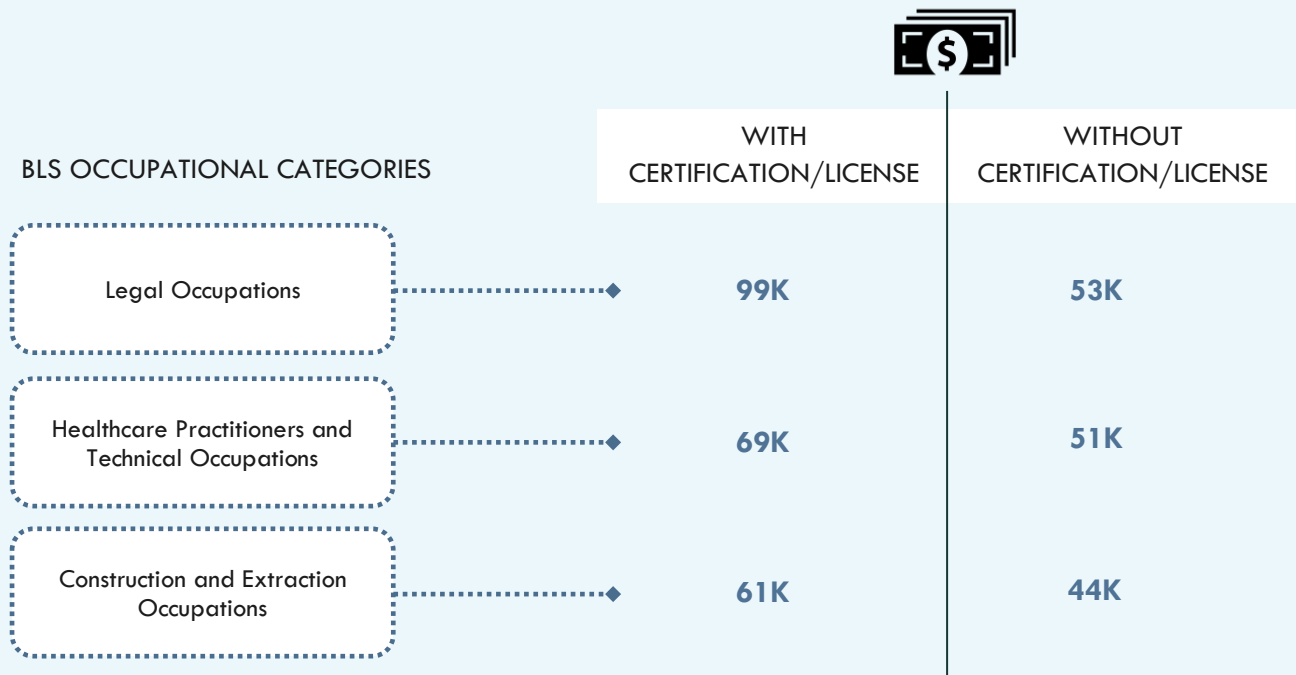 $
WITH
CERTIFICATION/LICENSE
WITHOUT
CERTIFICATION/LICENSE
BLS OCCUPATIONAL CATEGORIES
Legal Occupations
99K
53K
Healthcare Practitioners and
Technical Occupations
69K
51K
Construction and Extraction
Occupations
61K
44K